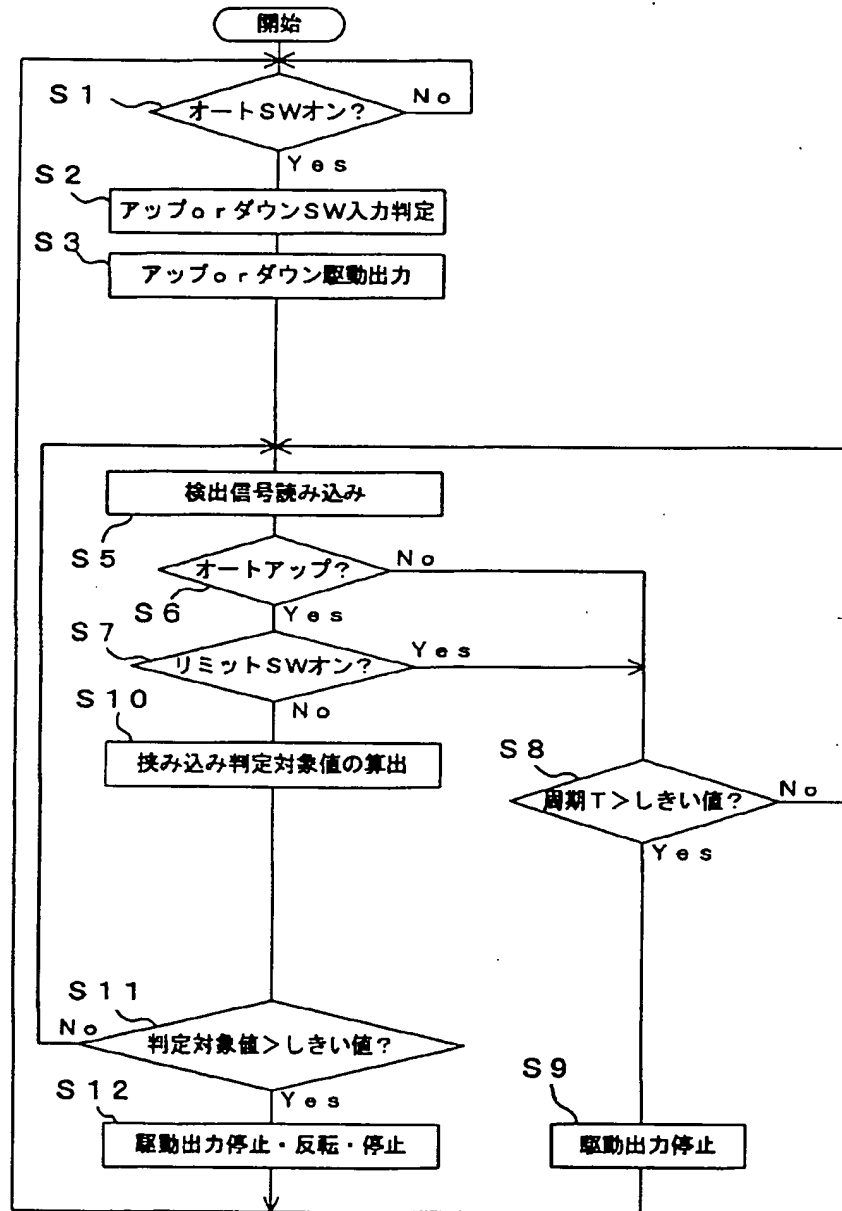 開始
S1
オートSWオン?
No
Yes
S2
アップorダウンSW入力判定
S3
アップorダウン駆動出力
検出信号読み込み
S5
オートアップ?
No
S6
Yes
S7
リミットSWオン?
Yes
S10
No
挟み込み判定対象値の算出
S8
周期T>しきい値?
No
Yes
S11
No
判定対象値>しきい値?
S12
Yes
S9
駆動出力停止・反転・停止
駆動出力停止